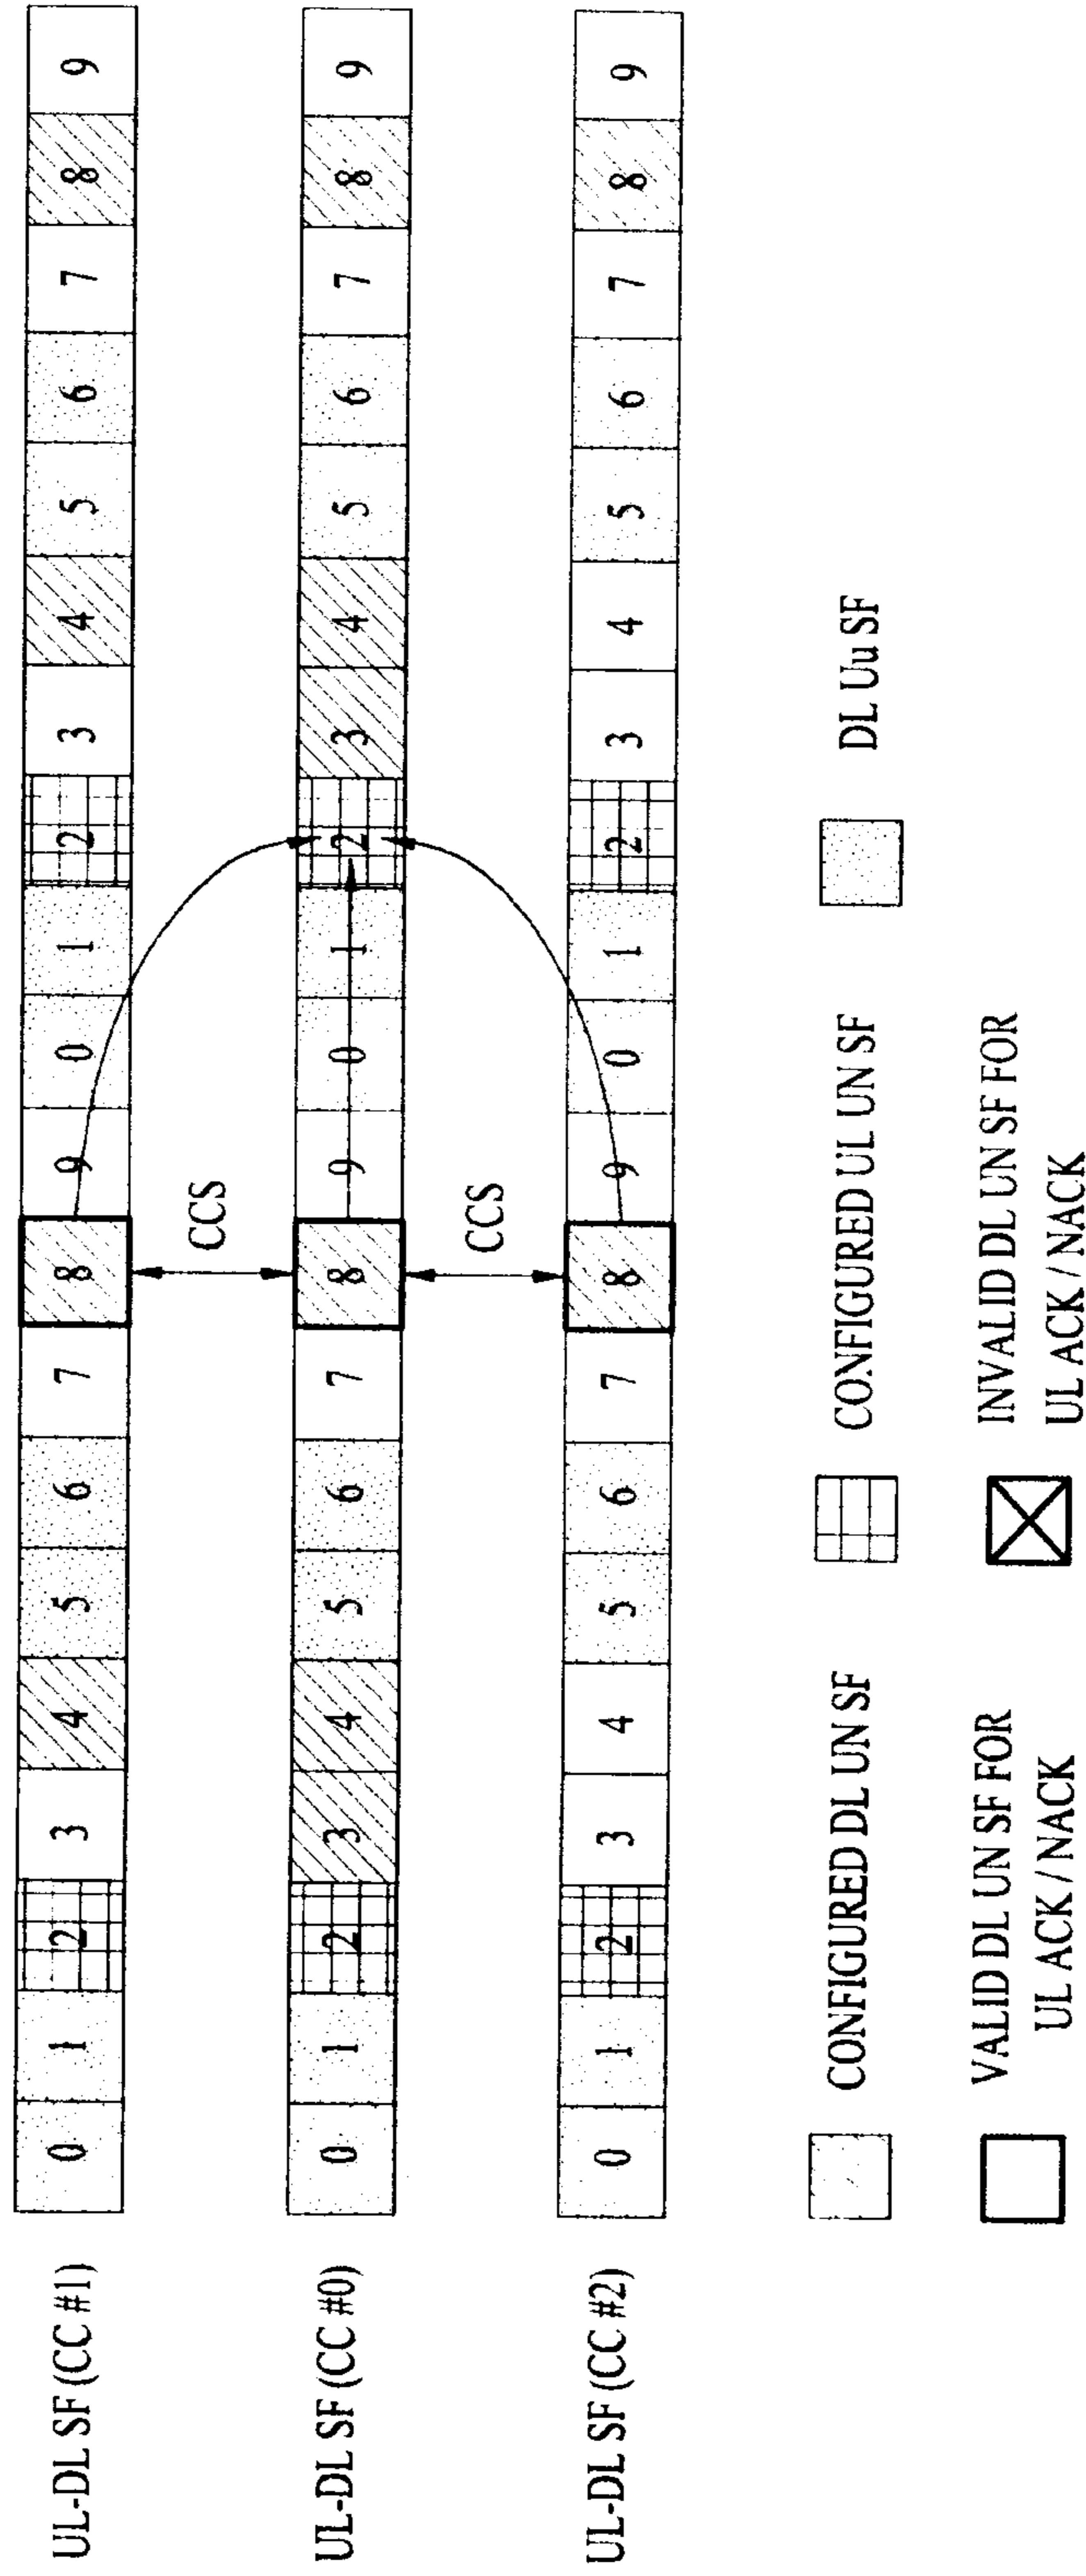 UL-DL SF (CC #1) 0 1 2 3 4 5 6 7 8 9 0 1 2 3 4 5 6 7 8 9
CCS
UL-DL SF (CC #0) 0 1 2 3 4 5 6 7 8 9 0 1 2 3 4 5 6 7 8 9
CCS
UL-DL SF (CC #2) 0 1 2 3 4 5 6 7 8 9 0 1 2 3 4 5 6 7 8 9
CONFIGURED DL UN SF CONFIGURED UL UN SF DL Uu SF
VALID DL UN SF FOR INVALID DL UN SF FOR
UL ACK / NACK UL ACK / NACK